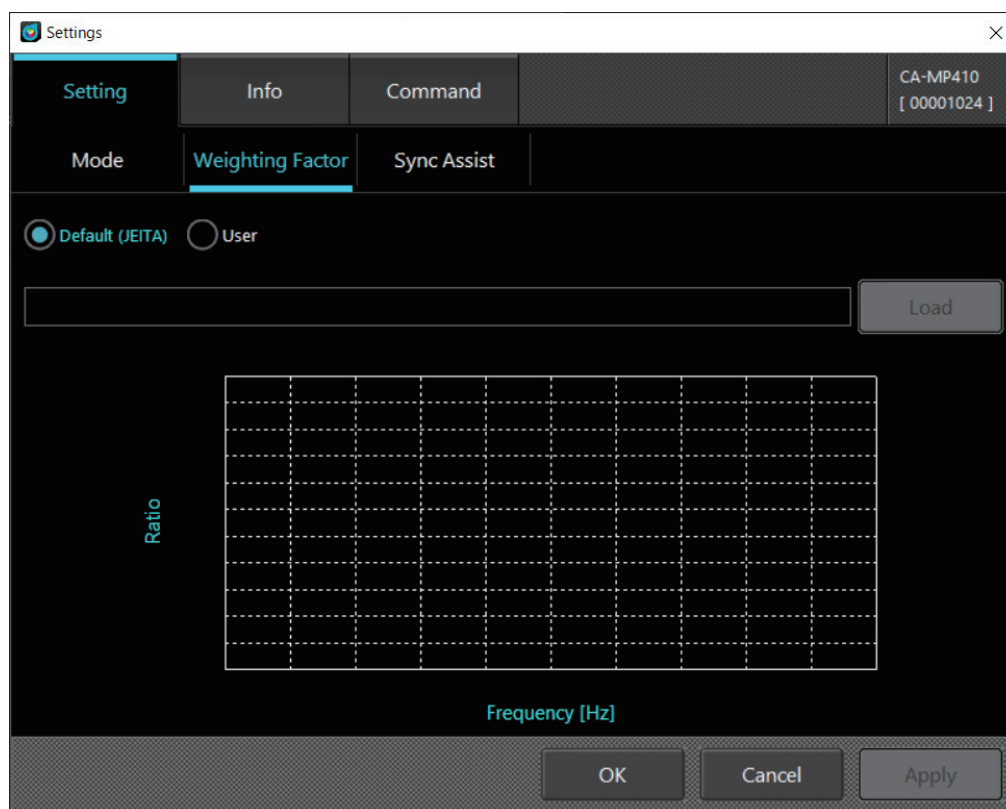 Settings
Setting Info Command
CA-MP410
[ 00001024 ]
Mode Weighting Factor Sync Assist
Default (JEITA) User
Load
Ratio
Frequency [Hz]
OK Cancel Apply